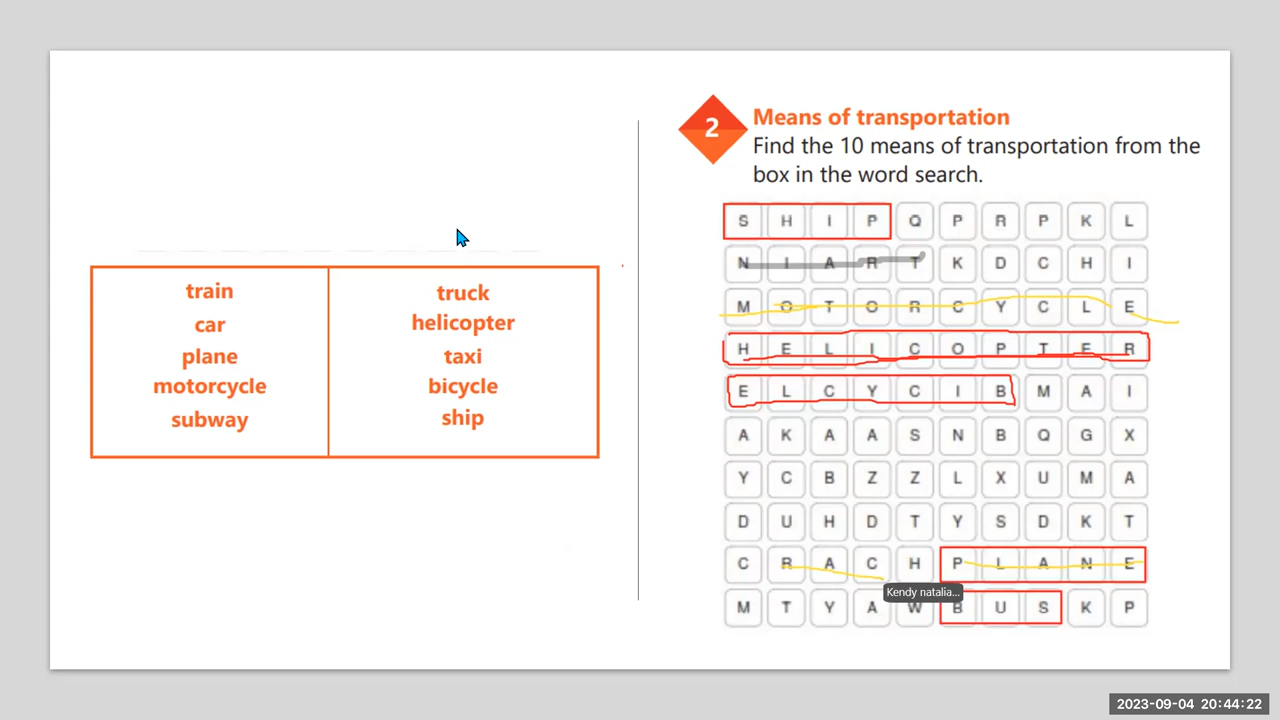 train
car
plane
motorcycle
subway
truck
helicopter
taxi
bicycle
ship
2
Means of transportation
Find the 10 means of transportation from the
box in the word search.
S H I P Q P R P K L
N I A R T K D C H I
M O T O R C Y C L E
H E L I C O P T E R
E L C Y C I B M A I
A K A A S N B Q G X
Y C B Z Z L X U M A
D U H D T Y S D K T
C R A C H P L A N E
Kendy natalia...
M T Y A W B U S K P
2023-09-04 20:44:22